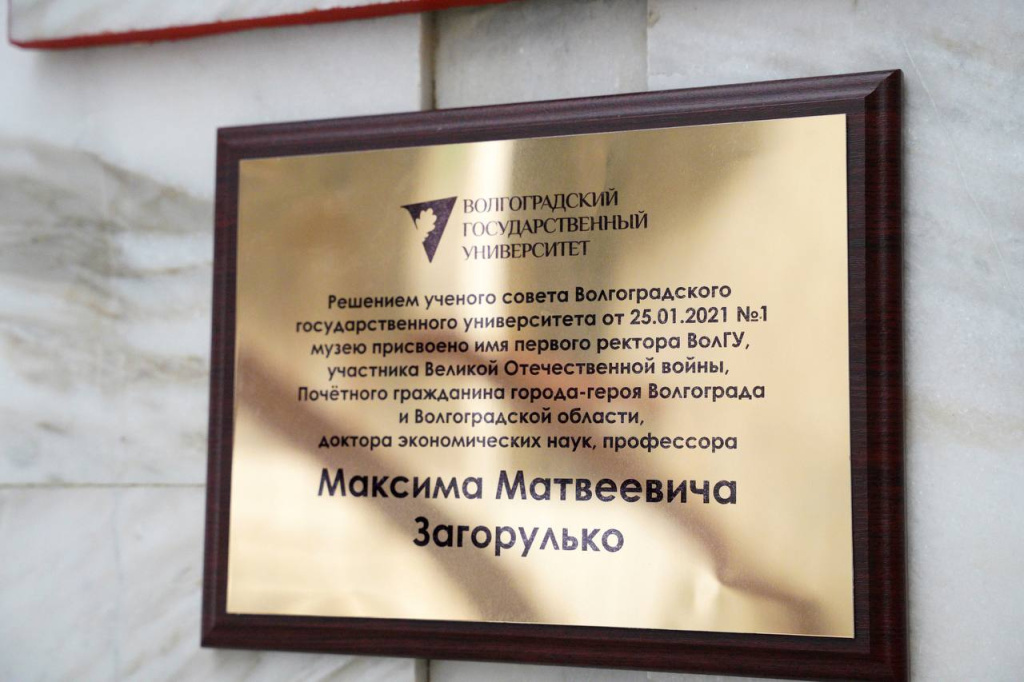 ВОЛГОГРАДСКИЙ
ГОСУДАРСТВЕННЫЙ
УНИВЕРСИТЕТ
Решением ученого совета Волгоградского
государственного университета от 25.01.2021 №1
музею присвоено имя первого ректора ВолГУ,
участника Великой Отечественной войны,
Почётного гражданина города-героя Волгограда
и Волгоградской области,
доктора экономических наук, профессора
Максима Матвеевича
Загорулько